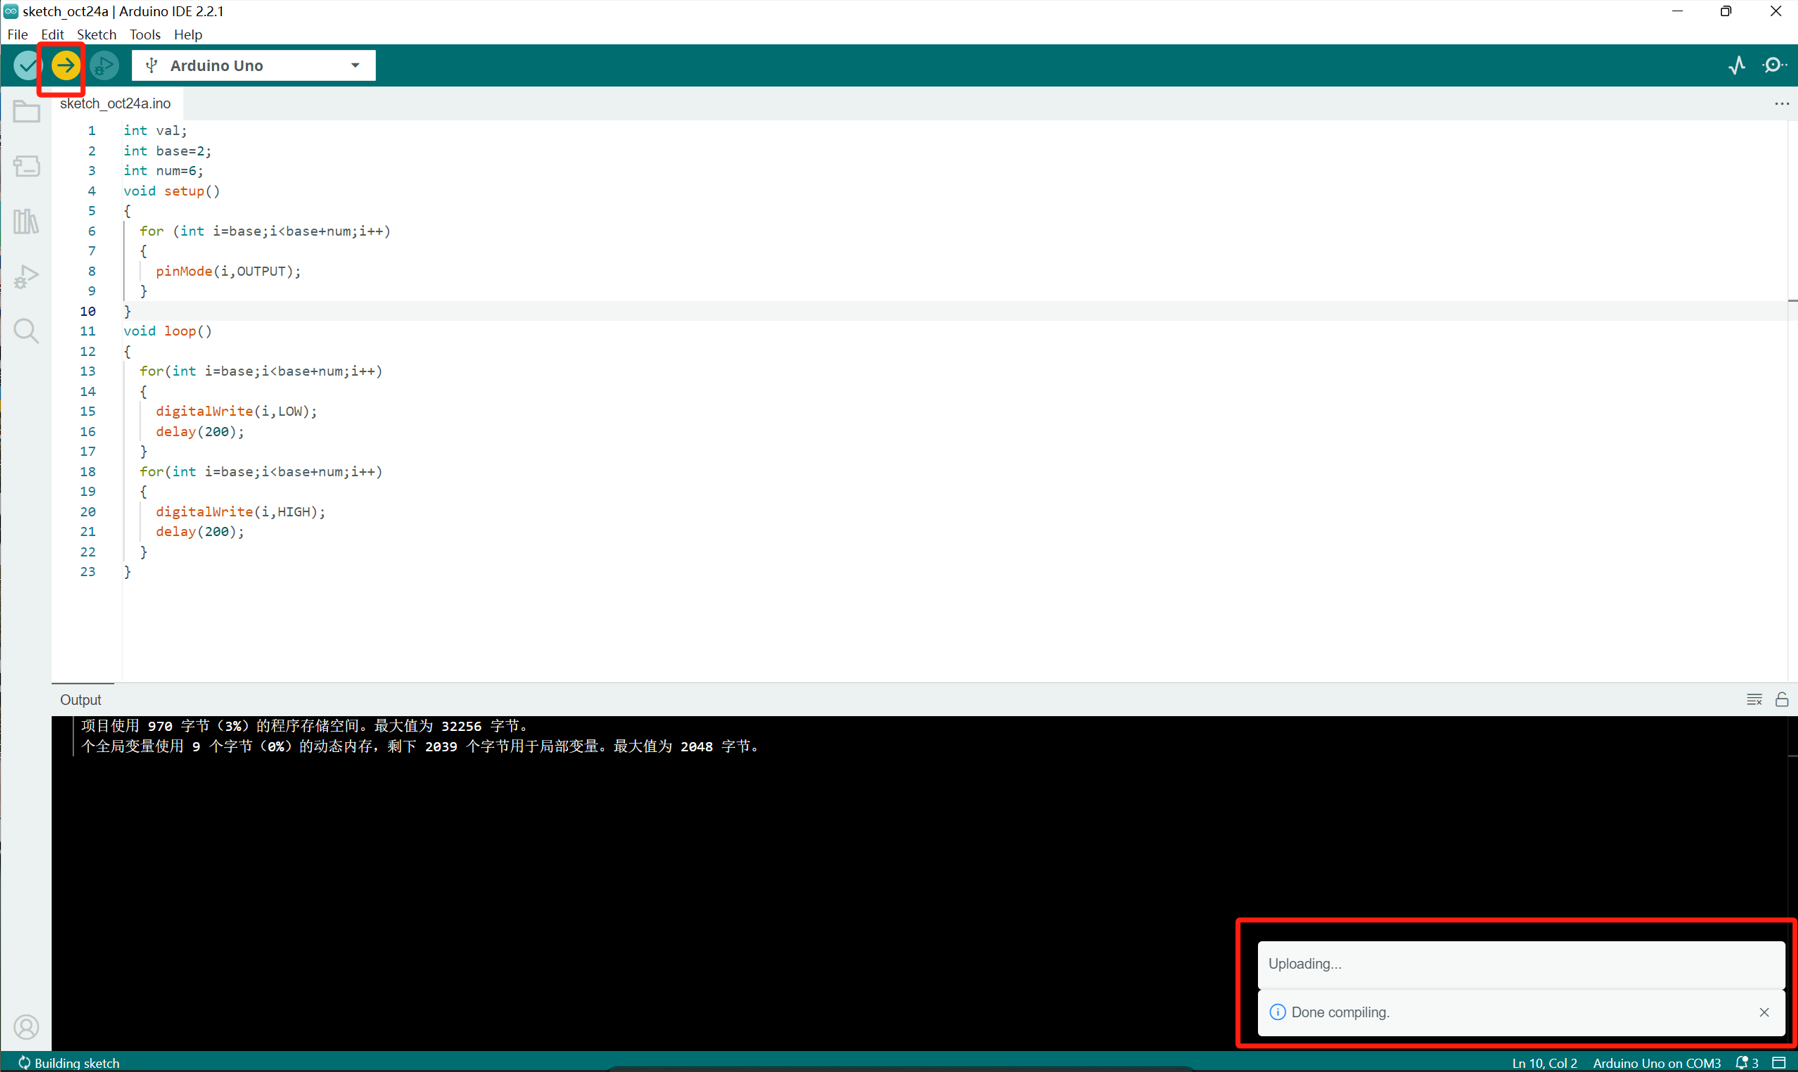 sketch_oct24a | Arduino IDE 2.2.1
File Edit Sketch Tools Help
Arduino Uno
sketch_oct24a.ino
1 int val;
2 int base=2;
3 int num=6;
4 void setup()
5 {
6 for (int i=base;i<base+num;i++)
7 {
8 pinMode(i,OUTPUT);
9 }
10 }
11 void loop()
12 {
13 for(int i=base;i<base+num;i++)
14 {
15 digitalWrite(i,LOW);
16 delay(200);
17 }
18 for(int i=base;i<base+num;i++)
19 {
20 digitalWrite(i,HIGH);
21 delay(200);
22 }
23 }
Output
项目使用 970 字节（3%）的程序存储空间。最大值为 32256 字节。
个全局变量使用 9 个字节（0%）的动态内存，剩下 2039 个字节用于局部变量。最大值为 2048 字节。
Uploading...
Done compiling.
Building sketch
Ln 10, Col 2 Arduino Uno on COM3 3